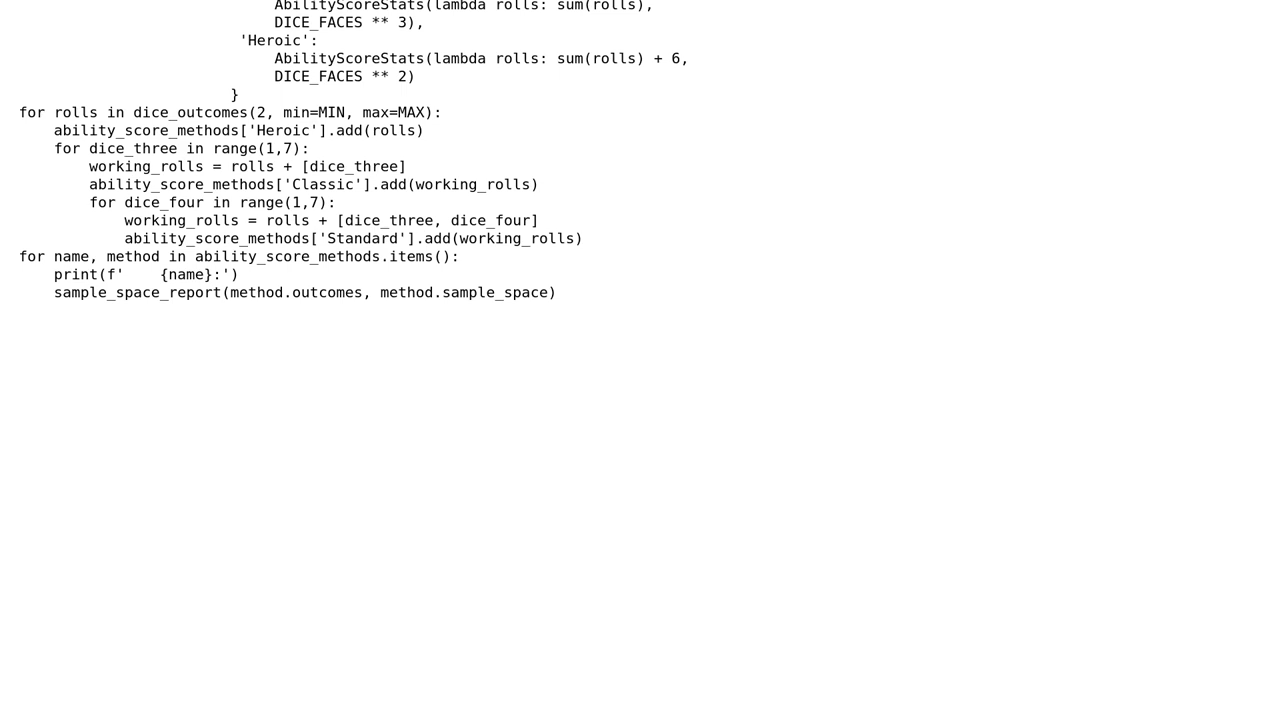 AbilityScoreStats(lambda rolls: sum(rolls),
                             DICE_FACES ** 3),
                         'Heroic':
                             AbilityScoreStats(lambda rolls: sum(rolls) + 6,
                             DICE_FACES ** 2)
                        }
for rolls in dice_outcomes(2, min=MIN, max=MAX):
    ability_score_methods['Heroic'].add(rolls)
    for dice_three in range(1,7):
        working_rolls = rolls + [dice_three]
        ability_score_methods['Classic'].add(working_rolls)
        for dice_four in range(1,7):
            working_rolls = rolls + [dice_three, dice_four]
            ability_score_methods['Standard'].add(working_rolls)
for name, method in ability_score_methods.items():
    print(f'    {name}:')
    sample_space_report(method.outcomes, method.sample_space)